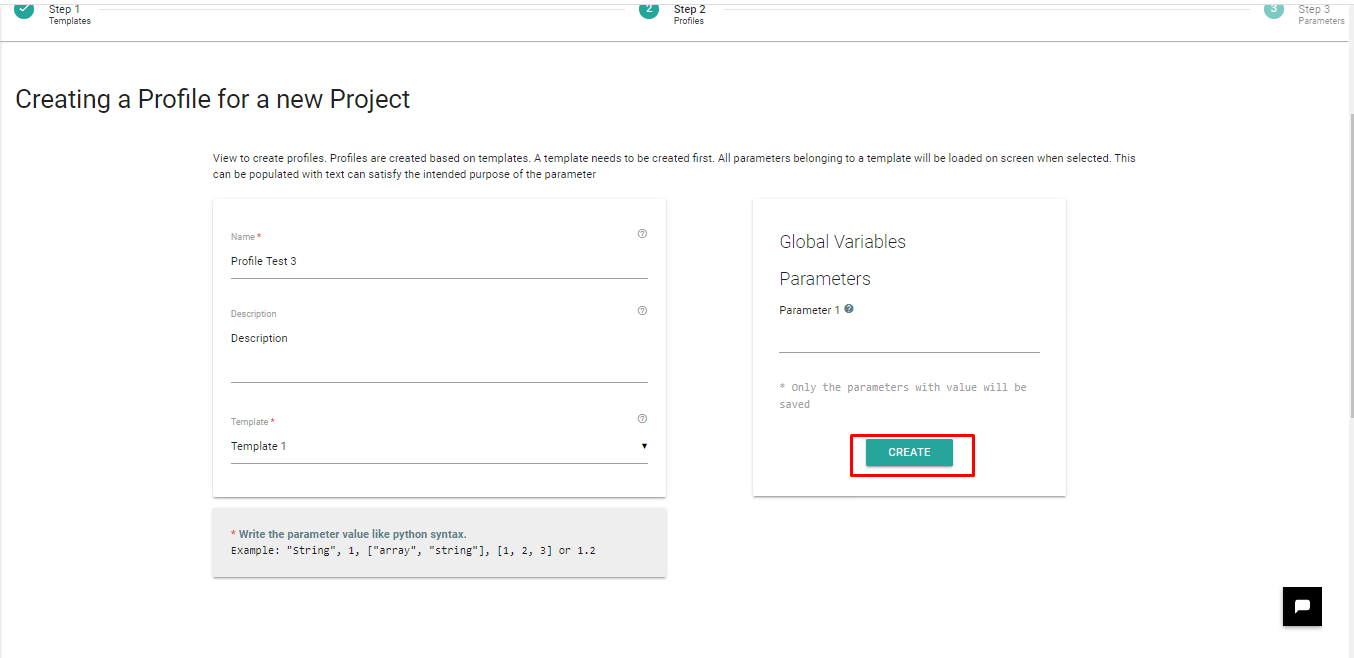 Step 1
Templates
2
Step 2
Profiles
3
Step 3
Parameters
Creating a Profile for a new Project
View to create profiles. Profiles are created based on templates. A template needs to be created first. All parameters belonging to a template will be loaded on screen when selected. This
can be populated with text can satisfy the intended purpose of the parameter
Name *
Profile Test 3
Description
Description
Template *
Template 1
* Write the parameter value like python syntax.
Example: "String", 1, ["array", "string"], [1, 2, 3] or 1.2
Global Variables
Parameters
Parameter 1
* Only the parameters with value will be
saved
CREATE